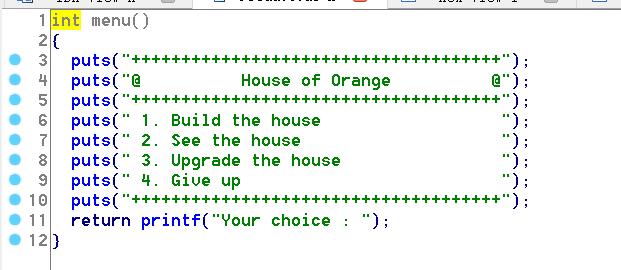 1 int menu()
2 {
3   puts("+++++++++++++++++++++++++++++++++++++");
4   puts("@          House of Orange          @");
5   puts("+++++++++++++++++++++++++++++++++++++");
6   puts(" 1. Build the house                  ");
7   puts(" 2. See the house                    ");
8   puts(" 3. Upgrade the house                ");
9   puts(" 4. Give up                          ");
10   puts("+++++++++++++++++++++++++++++++++++++");
11   return printf("Your choice : ");
12 }